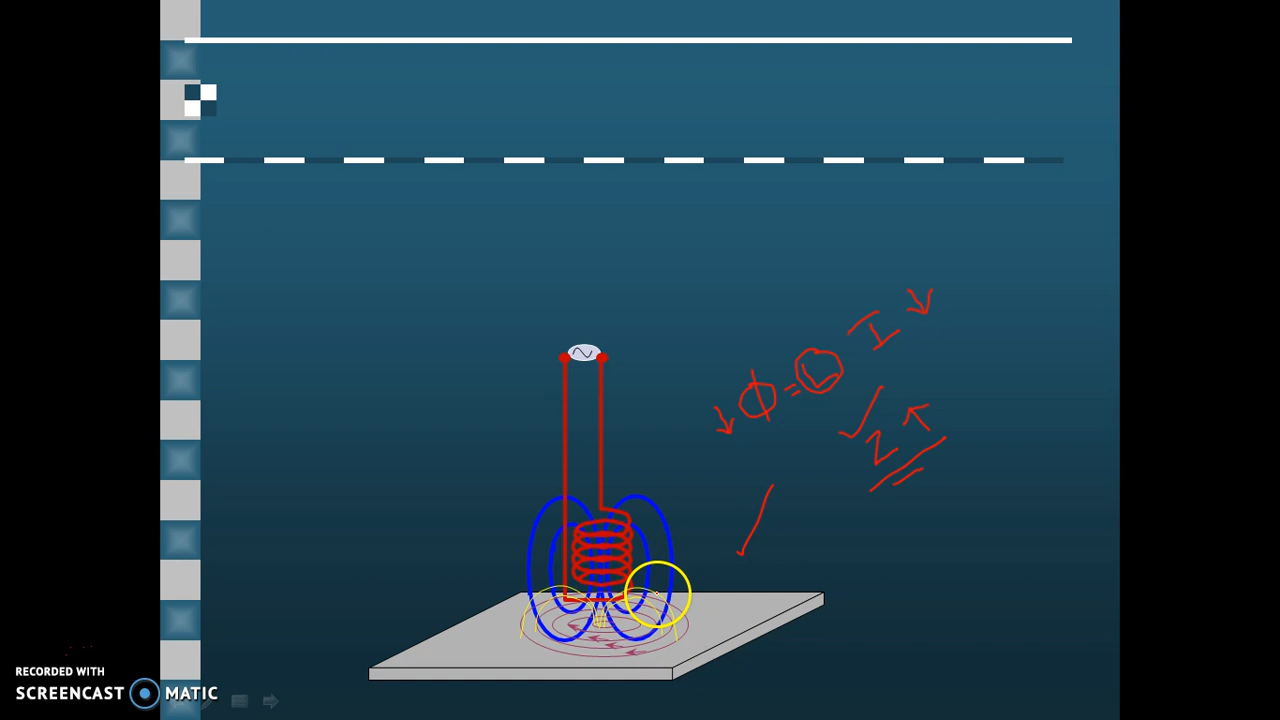 ↓ Φ = L I ↓
Z ↑
RECORDED WITH
SCREENCAST MATIC